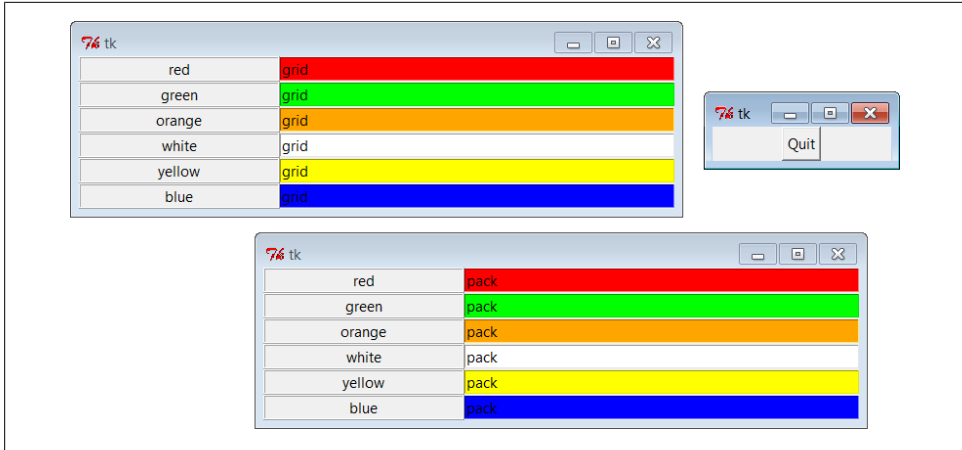 tk
red grid
green grid
orange grid
white grid
yellow grid
blue grid
tk
Quit
tk
red pack
green pack
orange pack
white pack
yellow pack
blue pack